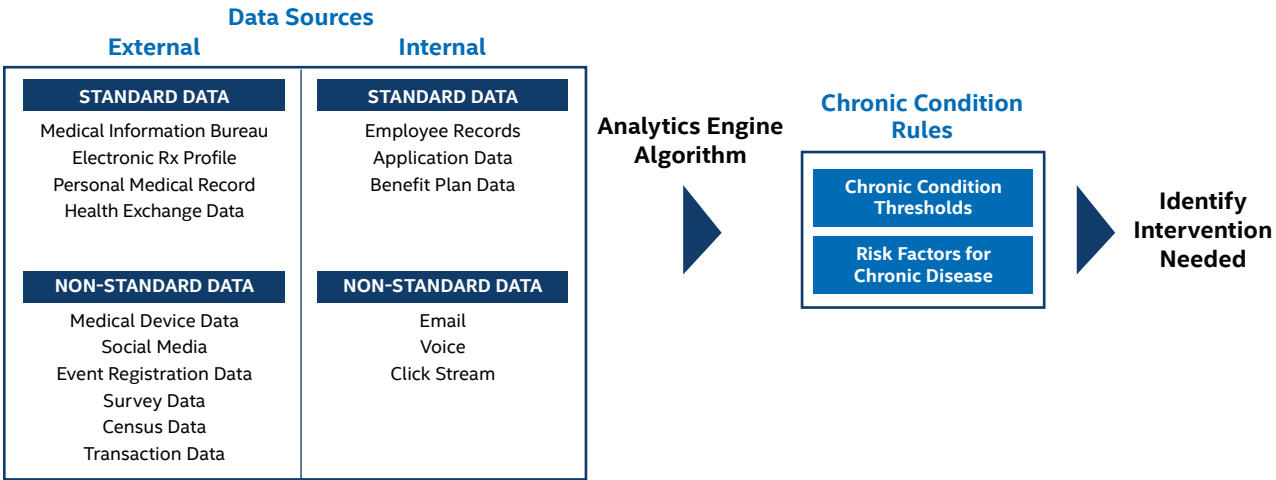 Data Sources
External
Internal
STANDARD DATA
Medical Information Bureau
Electronic Rx Profile
Personal Medical Record
Health Exchange Data
NON-STANDARD DATA
Medical Device Data
Social Media
Event Registration Data
Survey Data
Census Data
Transaction Data
STANDARD DATA
Employee Records
Application Data
Benefit Plan Data
NON-STANDARD DATA
Email
Voice
Click Stream
Analytics Engine
Algorithm
Chronic Condition
Rules
Chronic Condition
Thresholds
Risk Factors for
Chronic Disease
Identify
Intervention
Needed